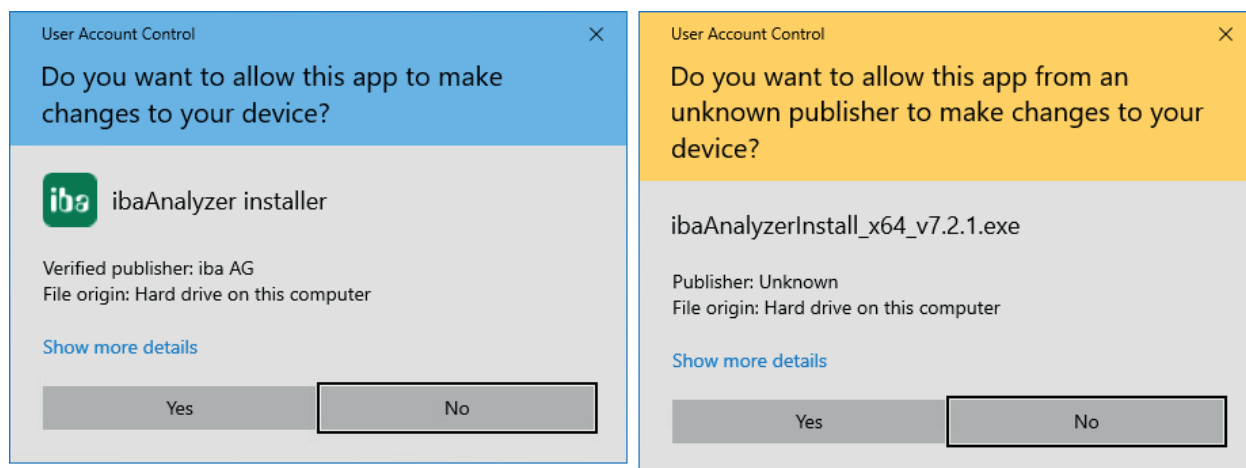 User Account Control
Do you want to allow this app to make
changes to your device?
iba
ibaAnalyzer installer
Verified publisher: iba AG
File origin: Hard drive on this computer
Show more details
Yes
No
User Account Control
Do you want to allow this app from an
unknown publisher to make changes to your
device?
ibaAnalyzerInstall_x64_v7.2.1.exe
Publisher: Unknown
File origin: Hard drive on this computer
Show more details
Yes
No